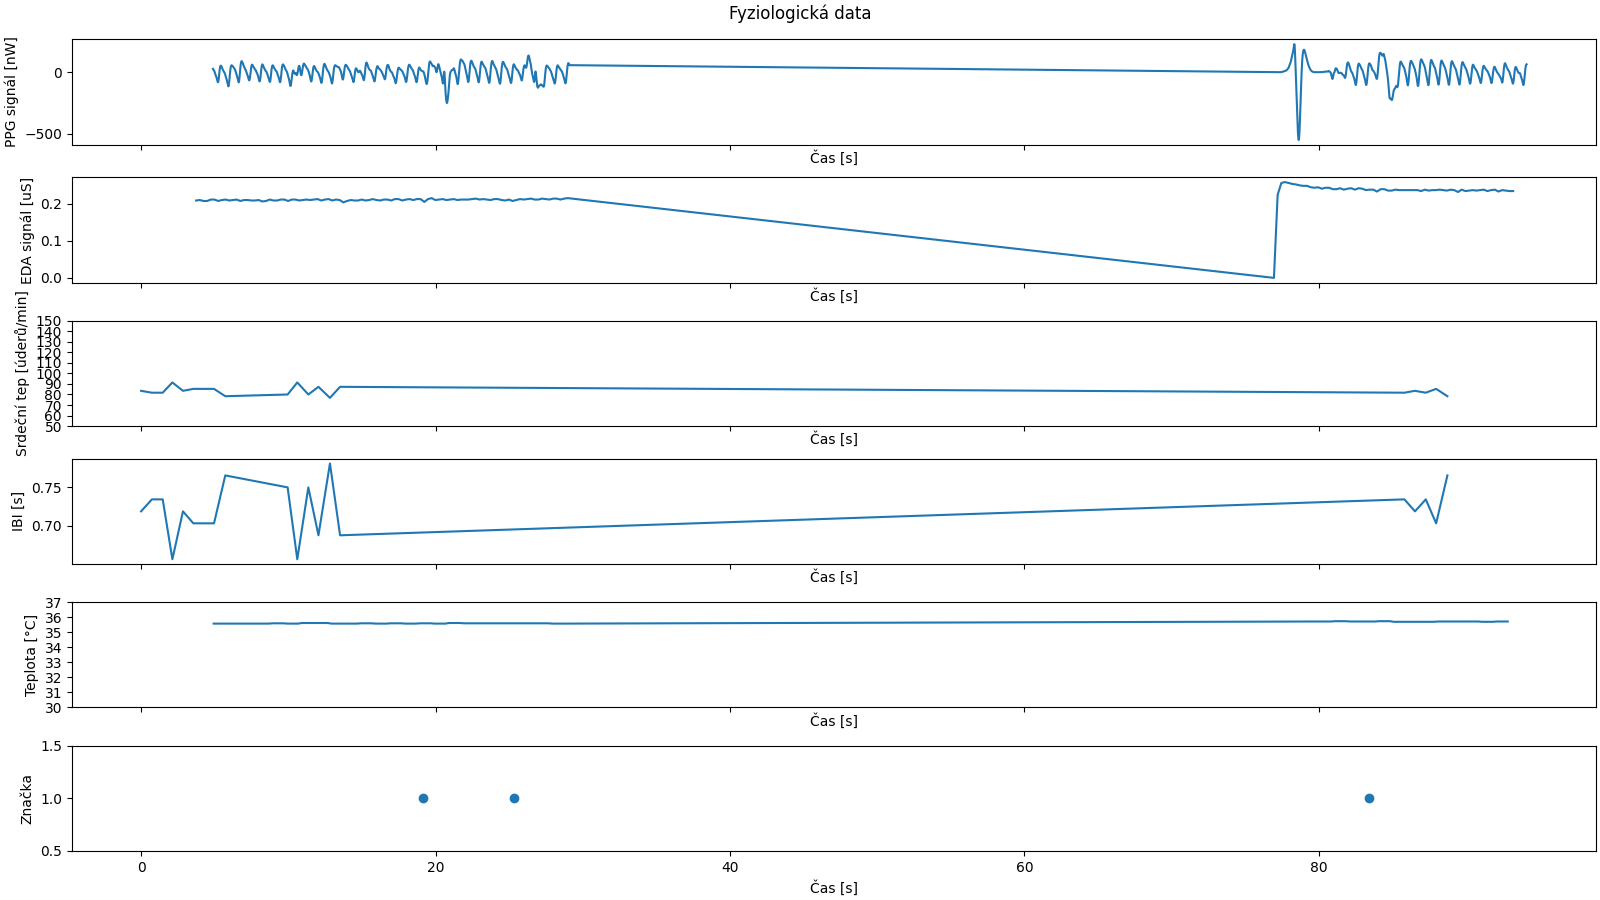 Fyziologická data
PPG signál [nW]
0
−500
Čas [s]
EDA signál [uS]
0.2
0.1
0.0
Čas [s]
Srdeční tep [úderů/min]
150
140
130
120
110
100
90
80
70
60
50
Čas [s]
IBI [s]
0.75
0.70
Čas [s]
Teplota [°C]
37
36
35
34
33
32
31
30
Čas [s]
Značka
1.5
1.0
0.5
0 20 40 60 80
Čas [s]